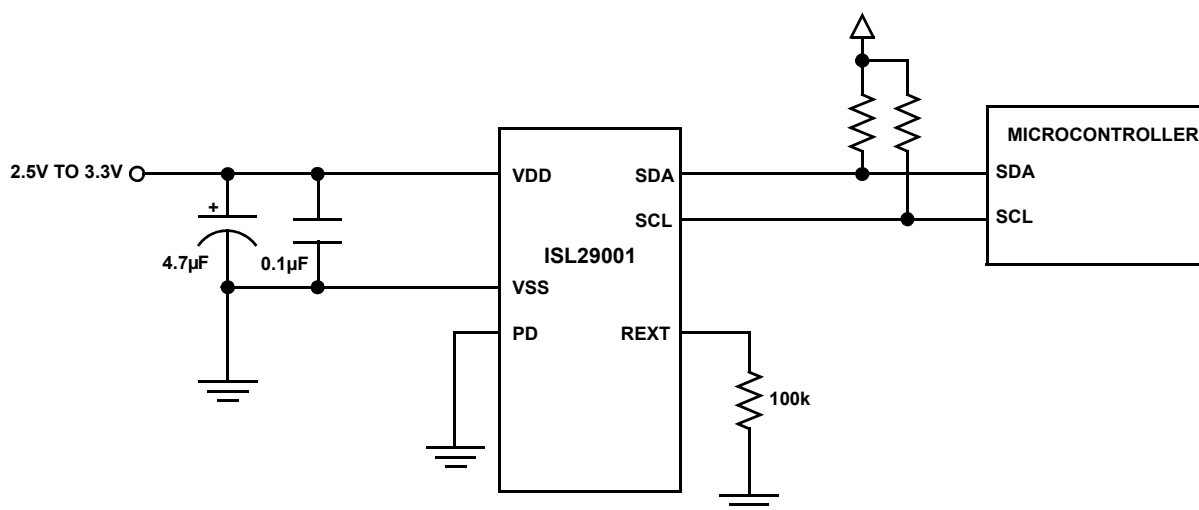 2.5V TO 3.3V
+
4.7µF
0.1µF
VDD
SDA
SCL
ISL29001
VSS
PD
REXT
100k
MICROCONTROLLER
SDA
SCL